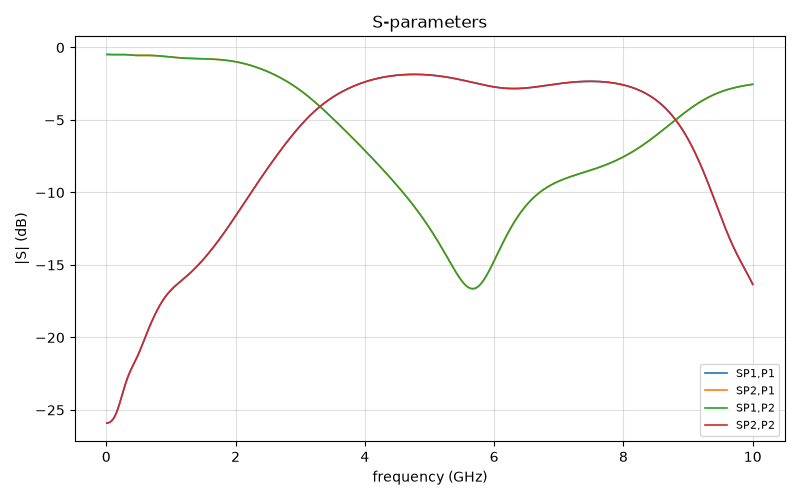 S-parameters
|S| (dB)
0
−5
−10
−15
−20
−25
0 2 4 6 8 10
frequency (GHz)
SP1,P1
SP2,P1
SP1,P2
SP2,P2